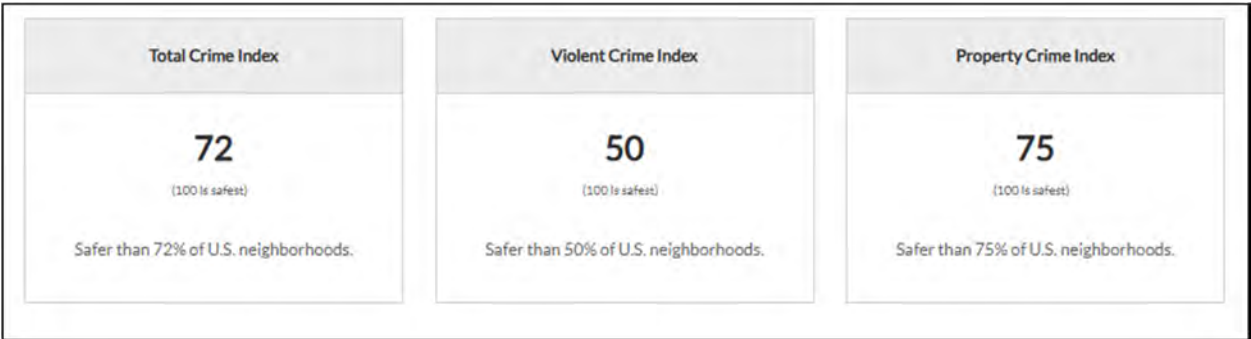 Total Crime Index
72
(100 is safest)
Safer than 72% of U.S. neighborhoods.
Violent Crime Index
50
(100 is safest)
Safer than 50% of U.S. neighborhoods.
Property Crime Index
75
(100 is safest)
Safer than 75% of U.S. neighborhoods.